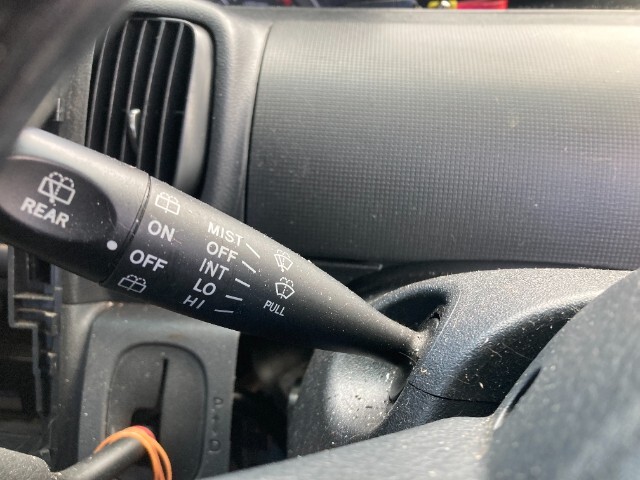 REAR
ON
OFF
MIST
OFF
INT
LO
HI
PULL